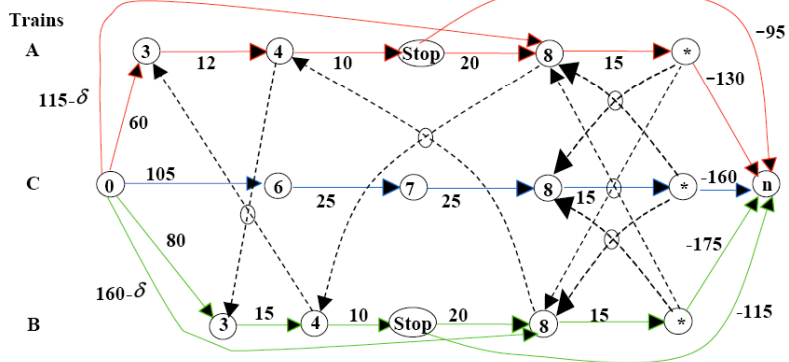 Trains
−95
A 3 12 4 10 Stop 20 8 15 *
115-δ 60 −130
C 0 105 6 25 7 25 8 15 * -160 n
80 -175
160-δ -115
B 3 15 4 10 Stop 20 8 15 *